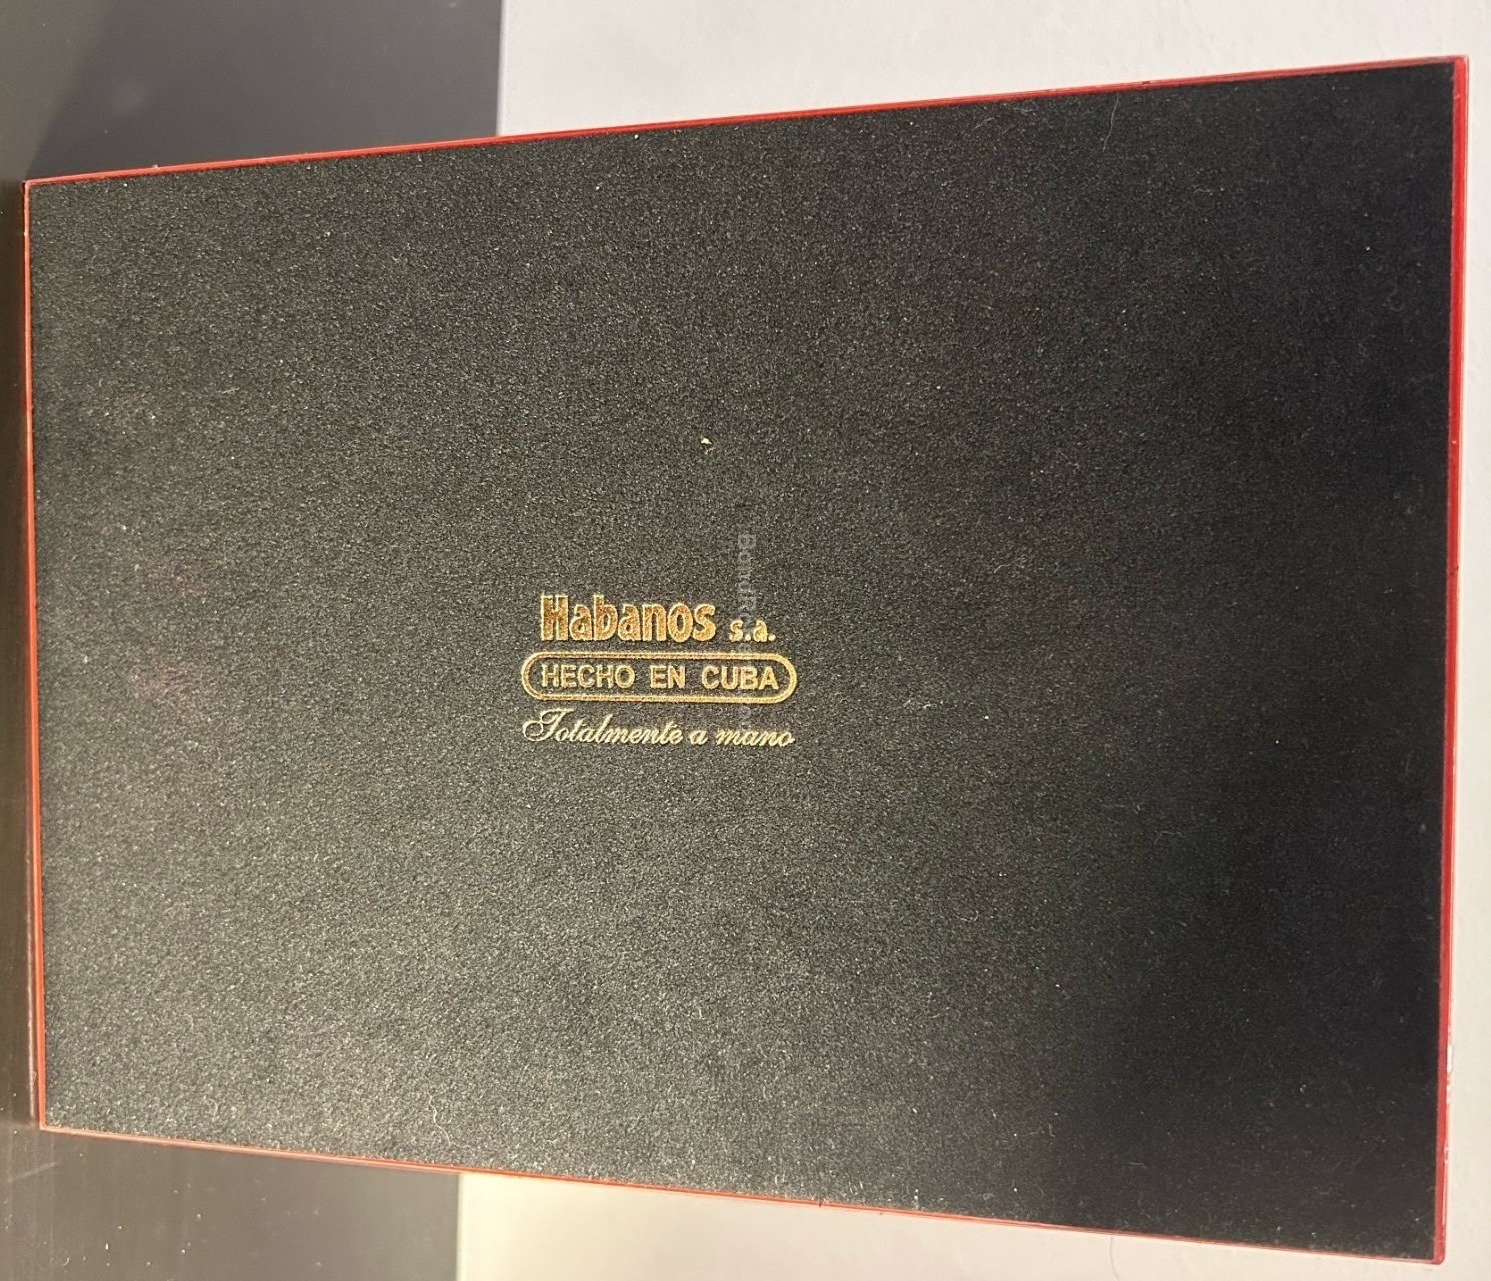 Habanos s.a.
HECHO EN CUBA
Totalmente a mano